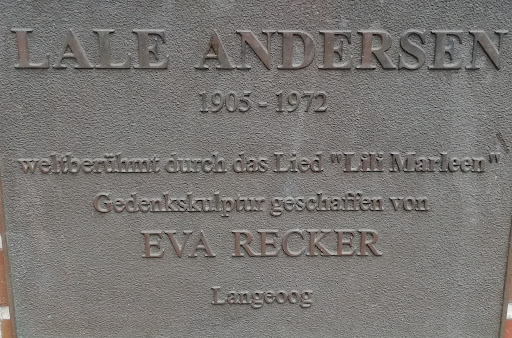 LALE ANDERSEN
1905 - 1972
weltberühmt durch das Lied "Lili Marleen"
Gedenkskulptur geschaffen von
EVA RECKER
Langeoog